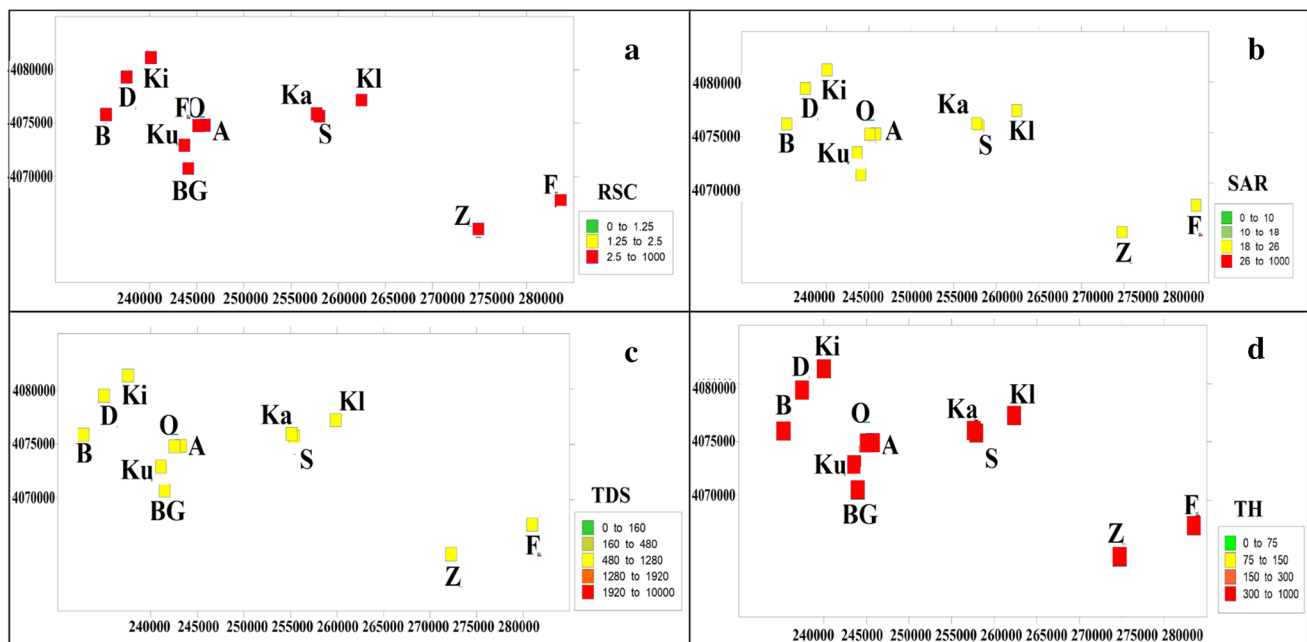 a
4080000
4075000
4070000
Ki
D
B
F O
A
Ku
BG
Ka
S
Kl
Z
F
RSC
0 to 1.25
1.25 to 2.5
2.5 to 1000
240000 245000 250000 255000 260000 265000 270000 275000 280000
b
4080000
4075000
4070000
Ki
D
B
O
A
Ku
Ka
S
Kl
Z
F
SAR
0 to 10
10 to 18
18 to 26
26 to 1000
240000 245000 250000 255000 260000 265000 270000 275000 280000
c
4080000
4075000
4070000
Ki
D
B
O
A
Ku
BG
Ka
S
Kl
Z
F
TDS
0 to 160
160 to 480
480 to 1280
1280 to 1920
1920 to 10000
240000 245000 250000 255000 260000 265000 270000 275000 280000
d
4080000
4075000
4070000
Ki
D
B
O
A
Ku
BG
Ka
S
Kl
Z
F
TH
0 to 75
75 to 150
150 to 300
300 to 1000
240000 245000 250000 255000 260000 265000 270000 275000 280000